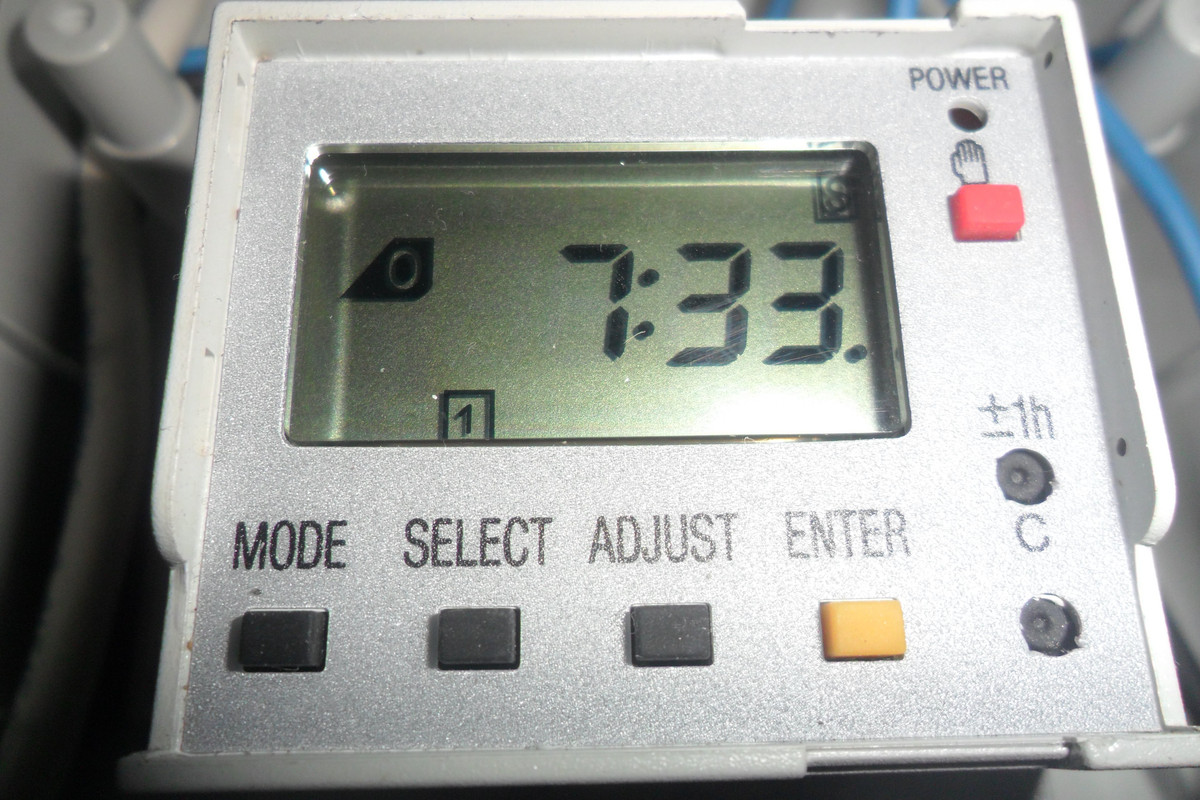 POWER
0 7:33.
1
±1h
MODE SELECT ADJUST ENTER C